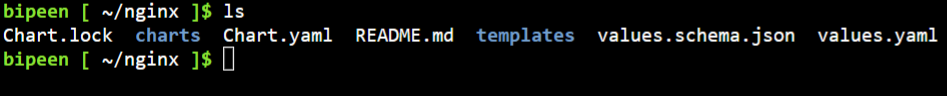 bipeen [ ~/nginx ]$ ls
Chart.lock charts Chart.yaml README.md templates values.schema.json values.yaml
bipeen [ ~/nginx ]$